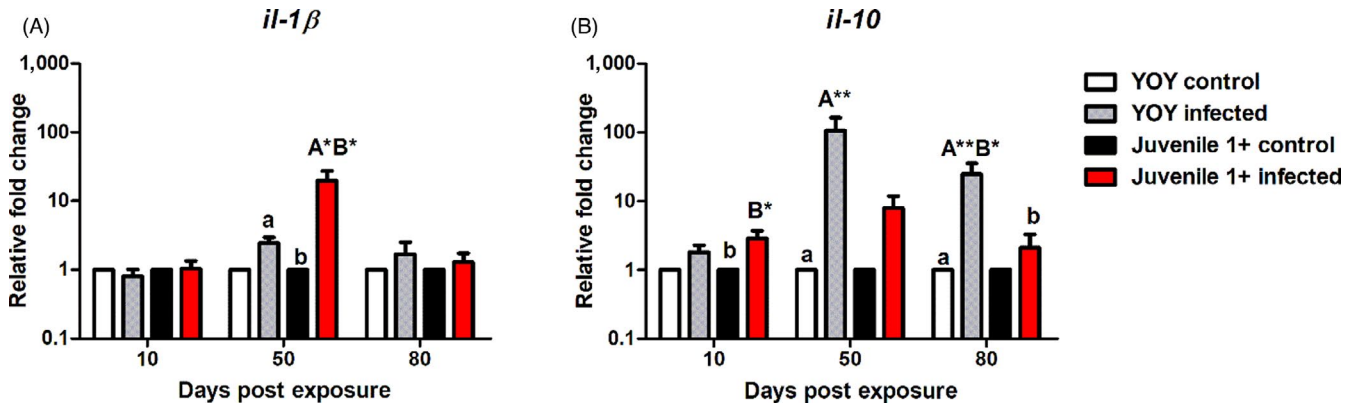 (A) il-1β
1,000
100
10
1
0.1
Relative fold change
a
b
A*B*
10 50 80
Days post exposure
(B) il-10
1,000
100
10
1
0.1
Relative fold change
b
B*
a
A**
a
A**B*
b
10 50 80
Days post exposure
YOY control
YOY infected
Juvenile 1+ control
Juvenile 1+ infected